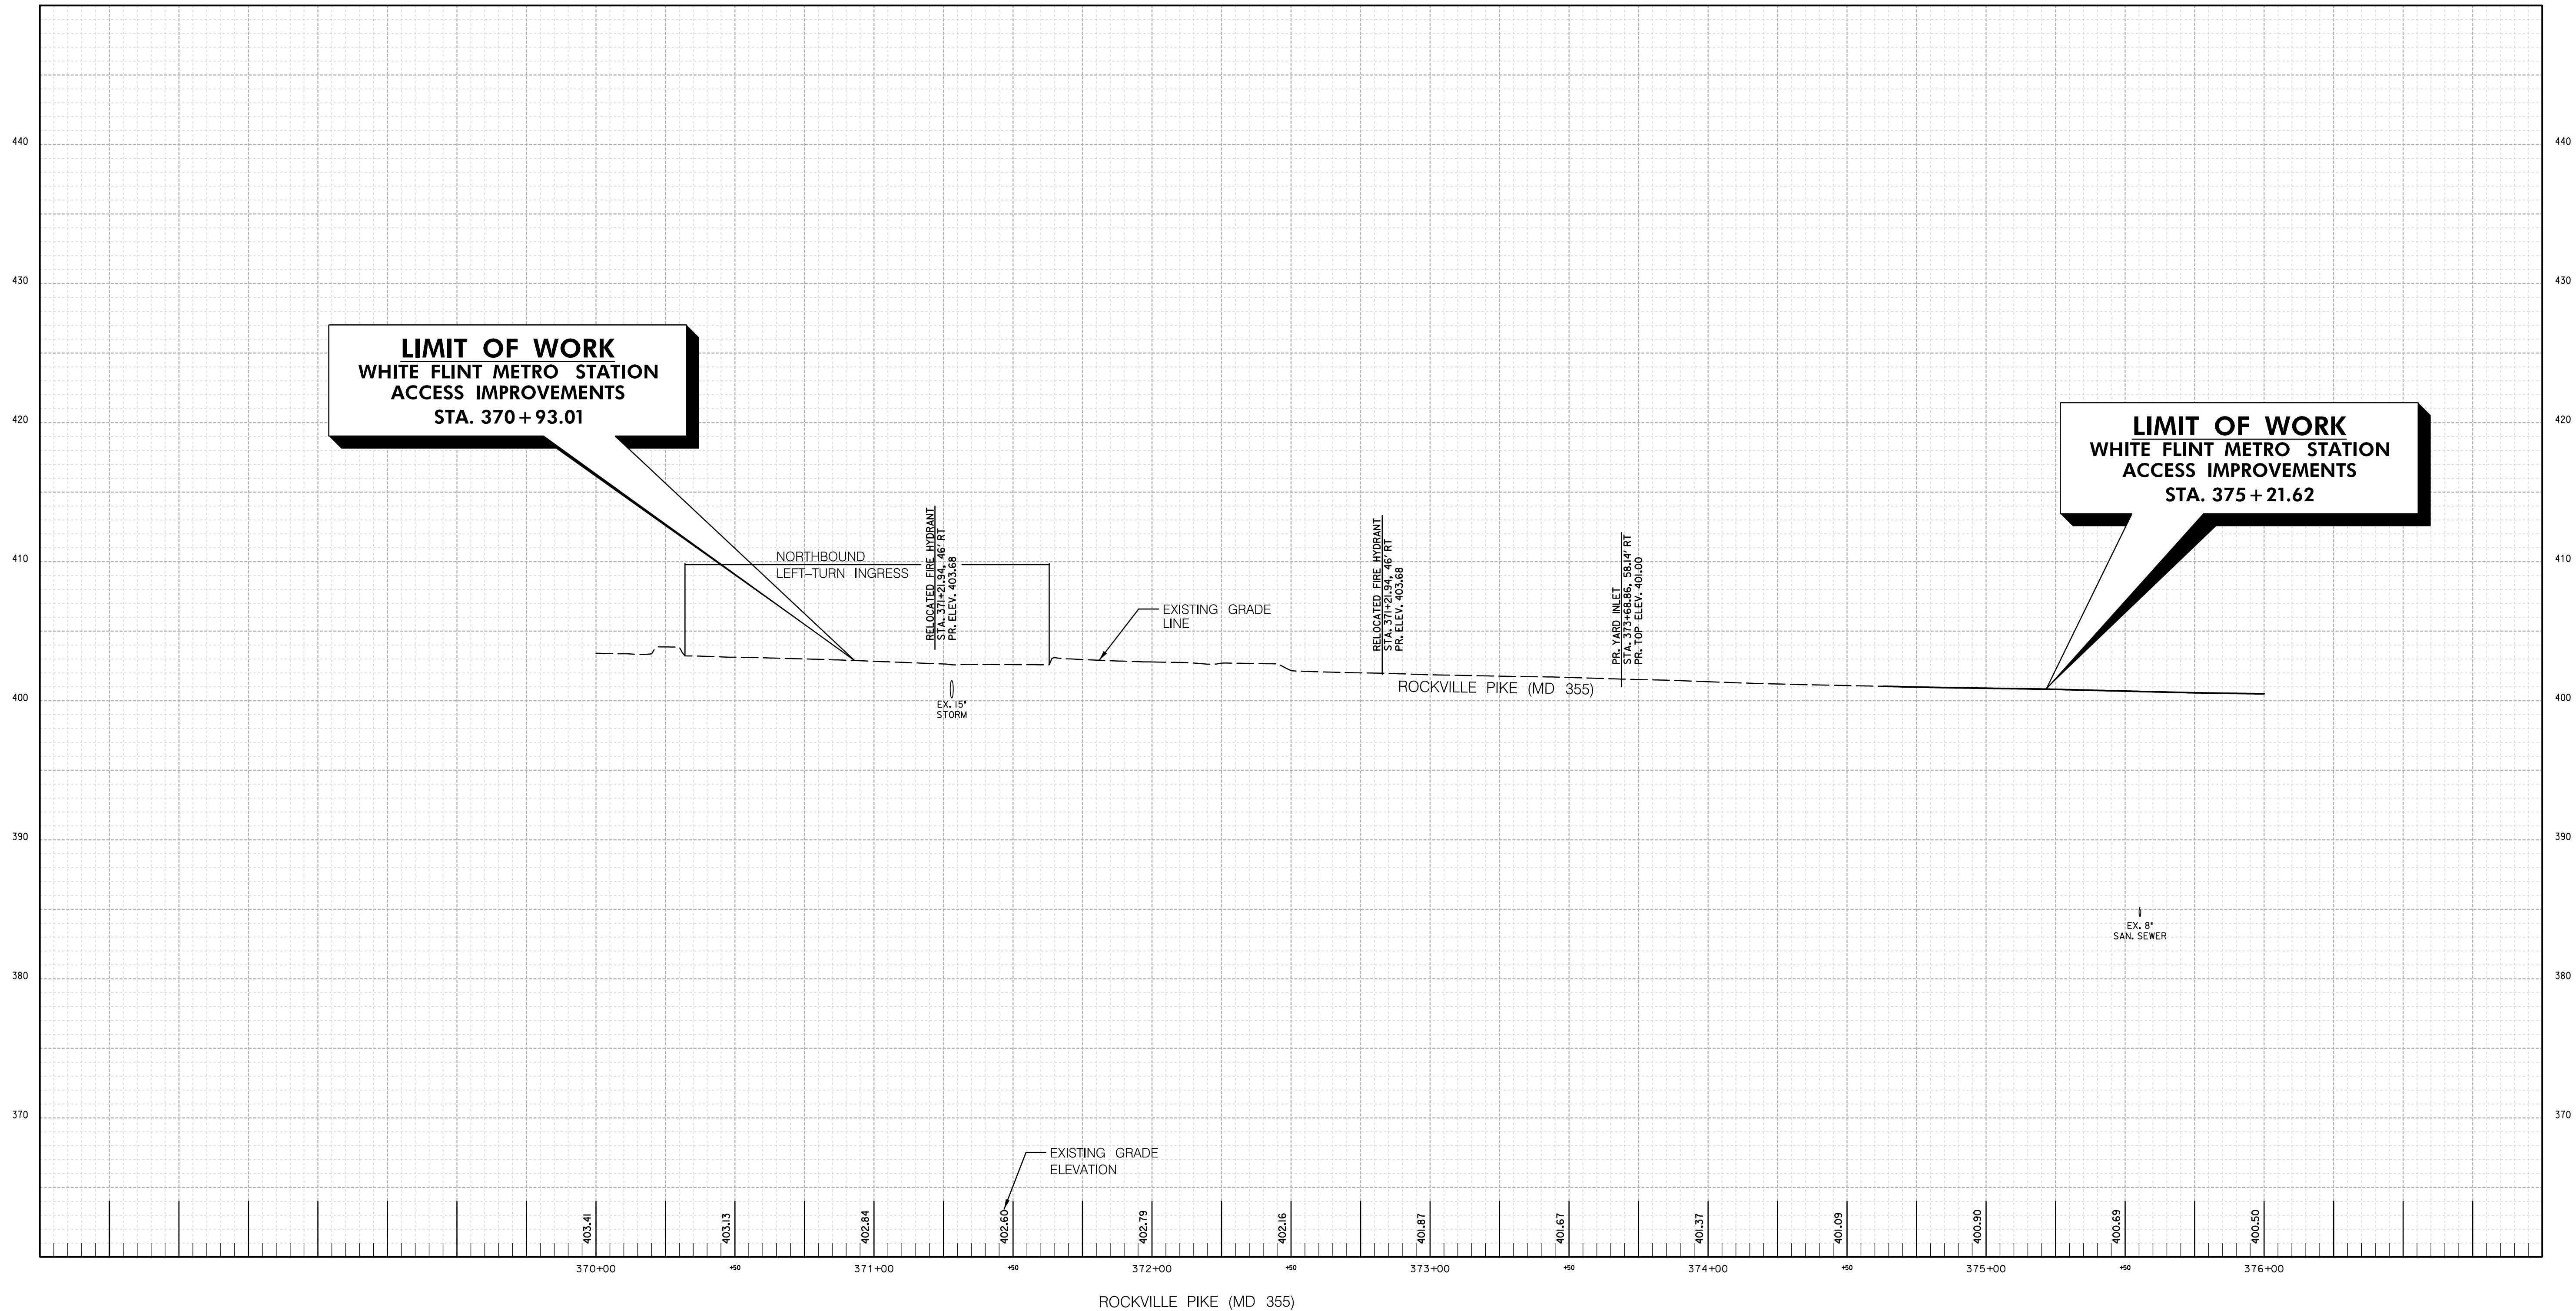 440
440
430
430
LIMIT OF WORK
WHITE FLINT METRO STATION
ACCESS IMPROVEMENTS
STA. 370+93.01
420
420
LIMIT OF WORK
WHITE FLINT METRO STATION
ACCESS IMPROVEMENTS
STA. 375+21.62
410
410
NORTHBOUND
LEFT-TURN INGRESS
RELOCATED FIRE HYDRANT
STA. 371+21.94, 46' RT
PR. ELEV. 403.68
EXISTING GRADE
LINE
RELOCATED FIRE HYDRANT
STA. 371+21.94, 46' RT
PR. ELEV. 403.68
PR. YARD INLET
STA. 373+68.86, 58.14' RT
PR. TOP ELEV. 401.00
ROCKVILLE PIKE (MD 355)
400
400
EX. 15"
STORM
390
390
EX. 8"
SAN. SEWER
380
380
370
370
EXISTING GRADE
ELEVATION
403.41
403.13
402.84
402.60
402.79
402.16
401.87
401.67
401.37
401.09
400.90
400.69
400.50
370+00
+50
371+00
+50
372+00
+50
373+00
+50
374+00
+50
375+00
+50
376+00
ROCKVILLE PIKE (MD 355)